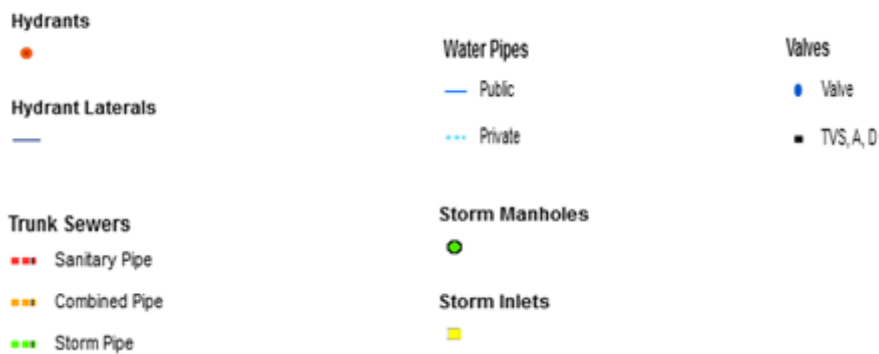 Hydrants
Hydrant Laterals
Water Pipes
Public
Private
Valves
Valve
TVS, A, D
Trunk Sewers
Sanitary Pipe
Combined Pipe
Storm Pipe
Storm Manholes
Storm Inlets